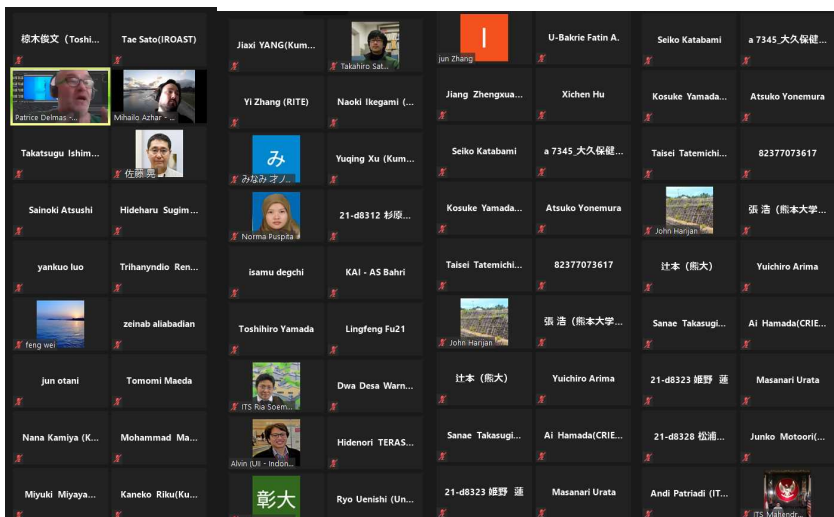 椋木俊文（Toshi...
Tae Sato(IROAST)
Patrice Delmas -...
Mihailo Azhar - ...
Takatsugu Ishim...
佐藤 晃
Sainoki Atsushi
Hideharu Sugim...
yankuo luo
Trihanyndio Ren...
feng wei
zeinab aliabadian
jun otani
Tomomi Maeda
Nana Kamiya (K...
Mohammad Ma...
Miyuki Miyaya...
Kaneko Riku(Ku...
Jiaxi YANG(Kum...
Takahiro Sat...
Yi Zhang (RITE)
Naoki Ikegami (...
み
みなみ オノ...
Yuqing Xu (Kum...
Norma Puspita
21-d8312 杉原...
isamu degchi
KAI - AS Bahri
Toshihiro Yamada
Lingfeng Fu21
ITS Ria Soem...
Dwa Desa Warn...
Alvin (UII - Indon...
Hidenori TERAS...
彰大
Ryo Uenishi (Un...
I
jun Zhang
U-Bakrie Fatin A.
Jiang Zhengxua...
Xichen Hu
Seiko Katabami
a 7345_大久保健...
Kosuke Yamada...
Atsuko Yonemura
Taisei Tatemichi...
82377073617
John Harijan
張 浩（熊本大学...
辻本（熊大）
Yuichiro Arima
Sanae Takasugi...
Ai Hamada(CRIE...
21-d8323 姫野 蓮
Masanari Urata
Seiko Katabami
a 7345_大久保健...
Kosuke Yamada...
Atsuko Yonemura
Taisei Tatemichi...
82377073617
John Harijan
張 浩（熊本大学...
辻本（熊大）
Yuichiro Arima
Sanae Takasugi...
Ai Hamada(CRIE...
21-d8323 姫野 蓮
Masanari Urata
21-d8328 松浦...
Junko Motoori(...
Andi Patriadi (IT...
ITS Mahendr...